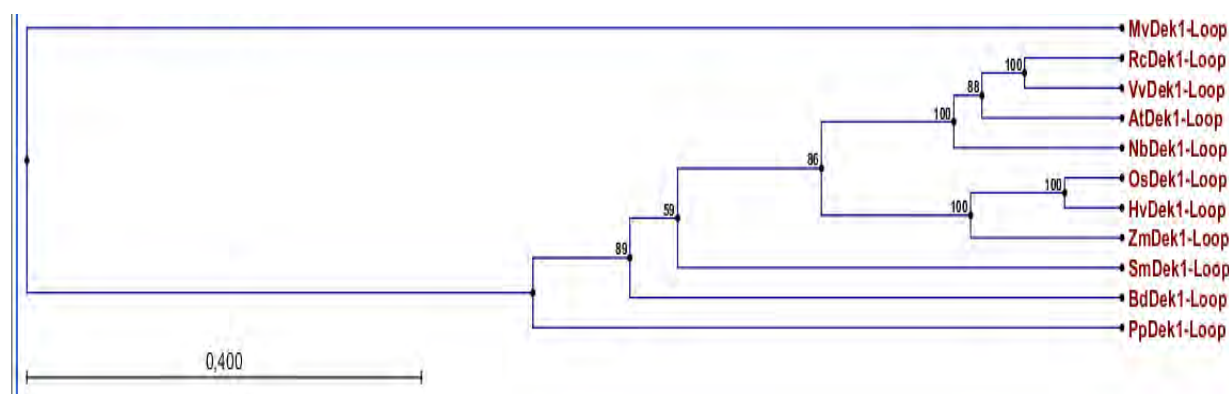 MvDek1-Loop
100
RcDek1-Loop
88
VvDek1-Loop
100
AtDek1-Loop
86
NbDek1-Loop
100
OsDek1-Loop
59
100
HvDek1-Loop
89
ZmDek1-Loop
SmDek1-Loop
BdDek1-Loop
PpDek1-Loop
0,400